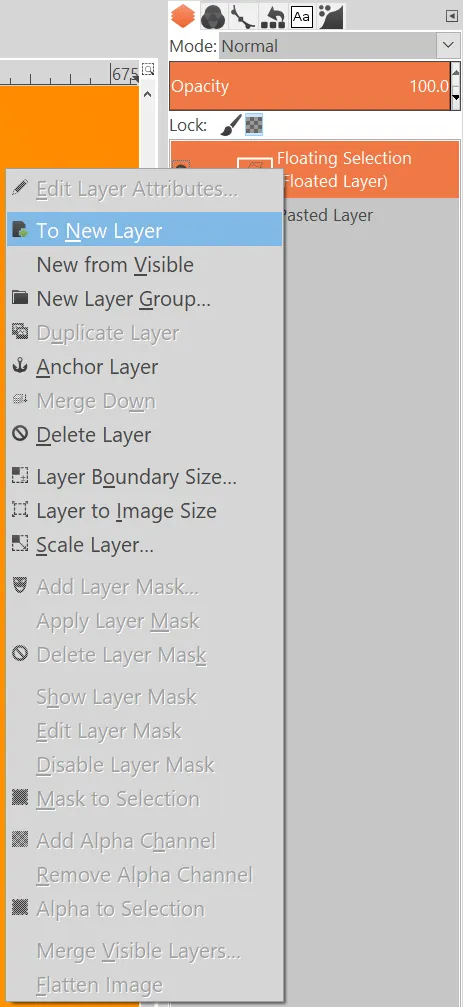 Aa
Mode: Normal
675
Opacity 100.0
Lock:
Floating Selection
(Floated Layer)
Pasted Layer
Edit Layer Attributes...
To New Layer
New from Visible
New Layer Group...
Duplicate Layer
Anchor Layer
Merge Down
Delete Layer
Layer Boundary Size...
Layer to Image Size
Scale Layer...
Add Layer Mask...
Apply Layer Mask
Delete Layer Mask
Show Layer Mask
Edit Layer Mask
Disable Layer Mask
Mask to Selection
Add Alpha Channel
Remove Alpha Channel
Alpha to Selection
Merge Visible Layers...
Flatten Image